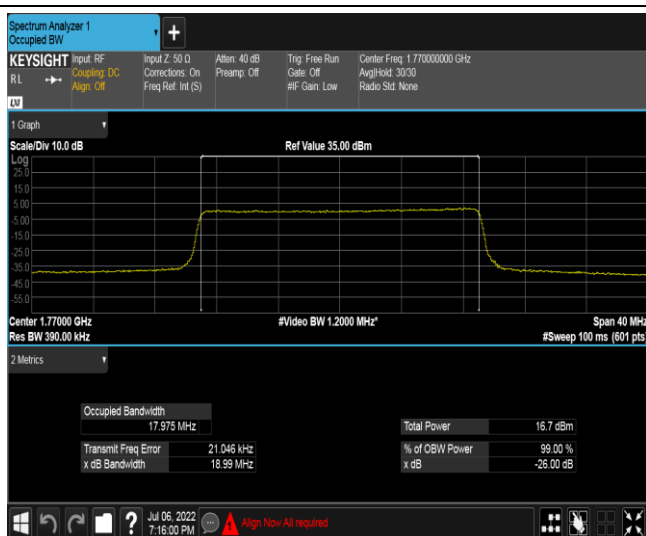 Spectrum Analyzer 1
Occupied BW
KEYSIGHT Input: RF Input Z: 50 Ω Atten: 40 dB Trig: Free Run Center Freq: 1.770000000 GHz
RL Coupling: DC Corrections: On Preamp: Off Gate: Off Avg|Hold: 30/30
Align: Off Freq Ref: Int (S) #IF Gain: Low Radio Std: None
LXI
1 Graph
Scale/Div 10.0 dB Ref Value 35.00 dBm
Log
25.0
15.0
5.00
-5.00
-15.0
-25.0
-35.0
-45.0
-55.0
Center 1.77000 GHz #Video BW 1.2000 MHz* Span 40 MHz
Res BW 390.00 kHz #Sweep 100 ms (601 pts)
2 Metrics
Occupied Bandwidth
17.975 MHz Total Power 16.7 dBm
Transmit Freq Error 21.046 kHz % of OBW Power 99.00 %
x dB Bandwidth 18.99 MHz x dB -26.00 dB
? Jul 06, 2022
7:16:00 PM Align Now All required